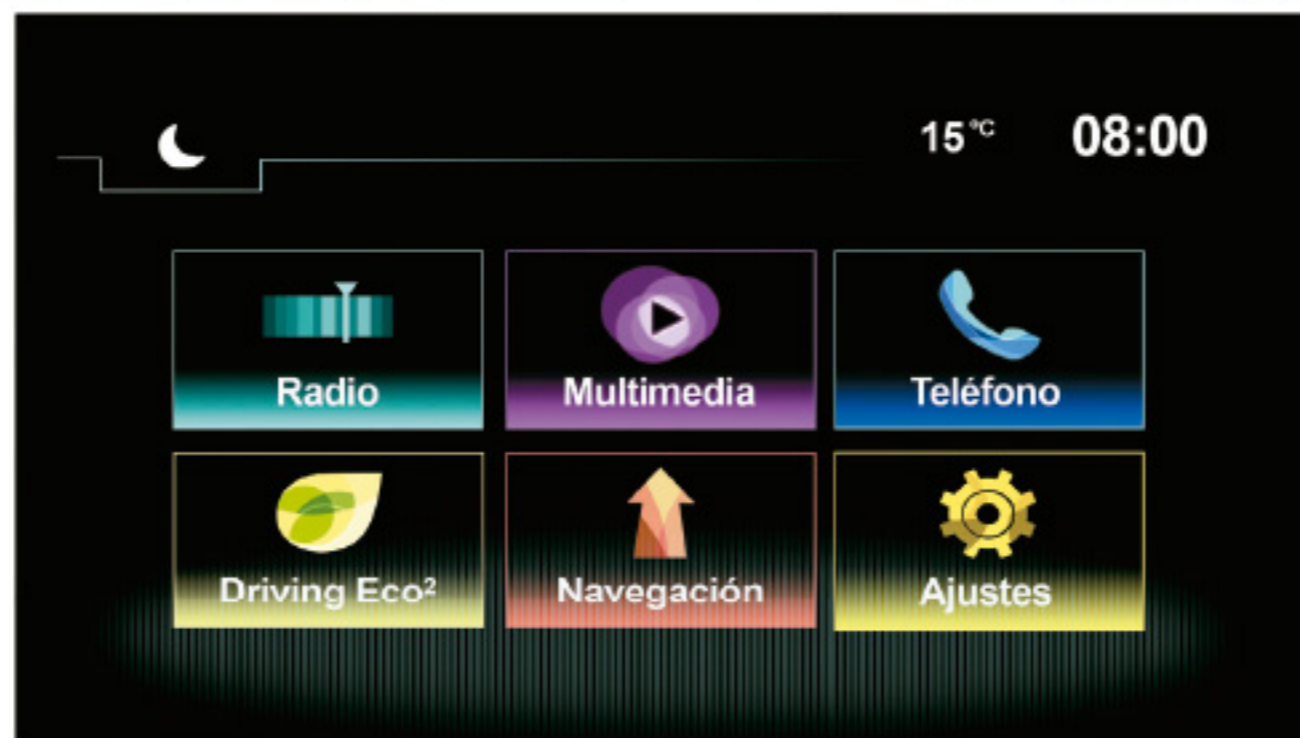 15 °C 08:00
Radio Multimedia Teléfono
Driving Eco² Navegación Ajustes